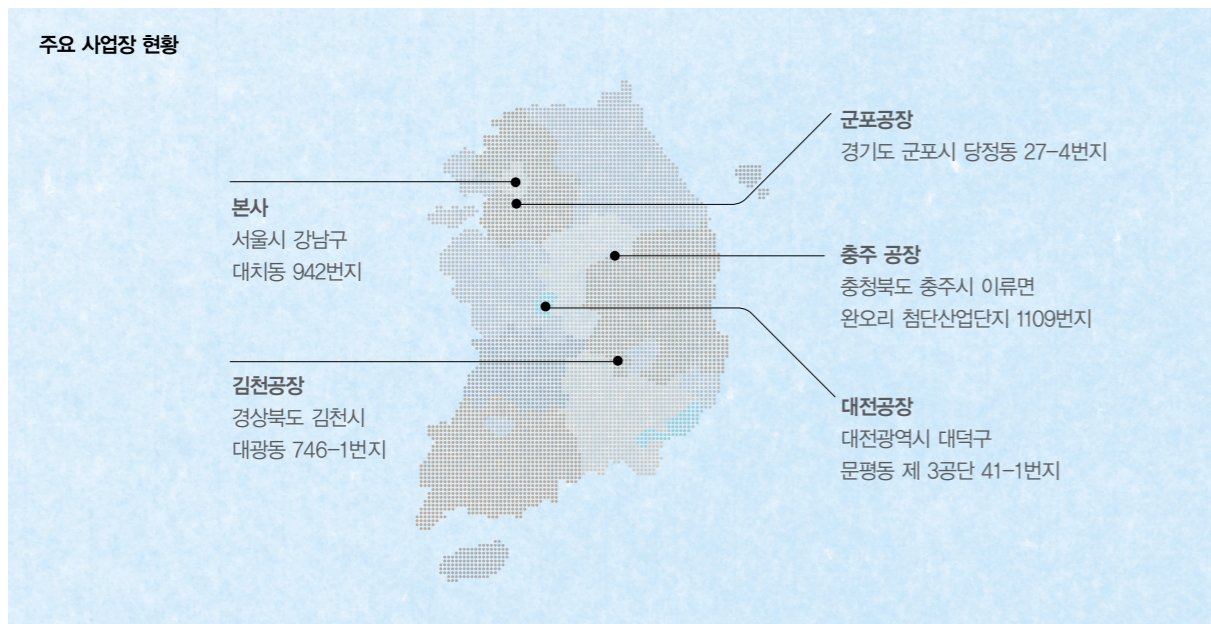 주요 사업장 현황
본사
서울시 강남구
대치동 942번지
김천공장
경상북도 김천시
대광동 746-1번지
군포공장
경기도 군포시 당정동 27-4번지
충주 공장
충청북도 충주시 이류면
완오리 첨단산업단지 1109번지
대전공장
대전광역시 대덕구
문평동 제 3공단 41-1번지